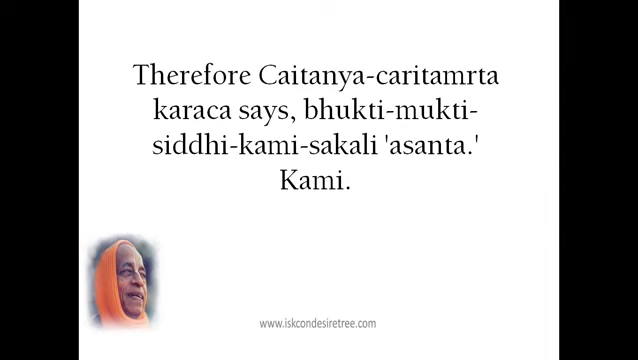 Therefore Caitanya-caritamrta
karaca says, bhukti-mukti-
siddhi-kami-sakali 'asanta.'
Kami.
www.iskcondesiretree.com